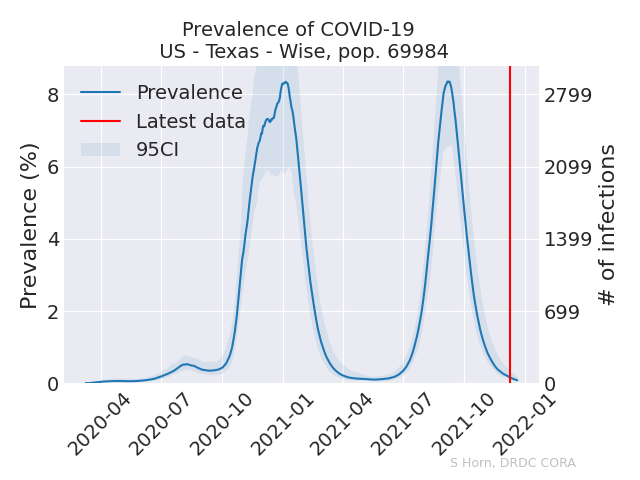 Prevalence of COVID-19
US - Texas - Wise, pop. 69984
Prevalence
Latest data
95CI
Prevalence (%)
8
6
4
2
0
# of infections
2799
2099
1399
699
0
2020-04
2020-07
2020-10
2021-01
2021-04
2021-07
2021-10
2022-01
S Horn, DRDC CORA